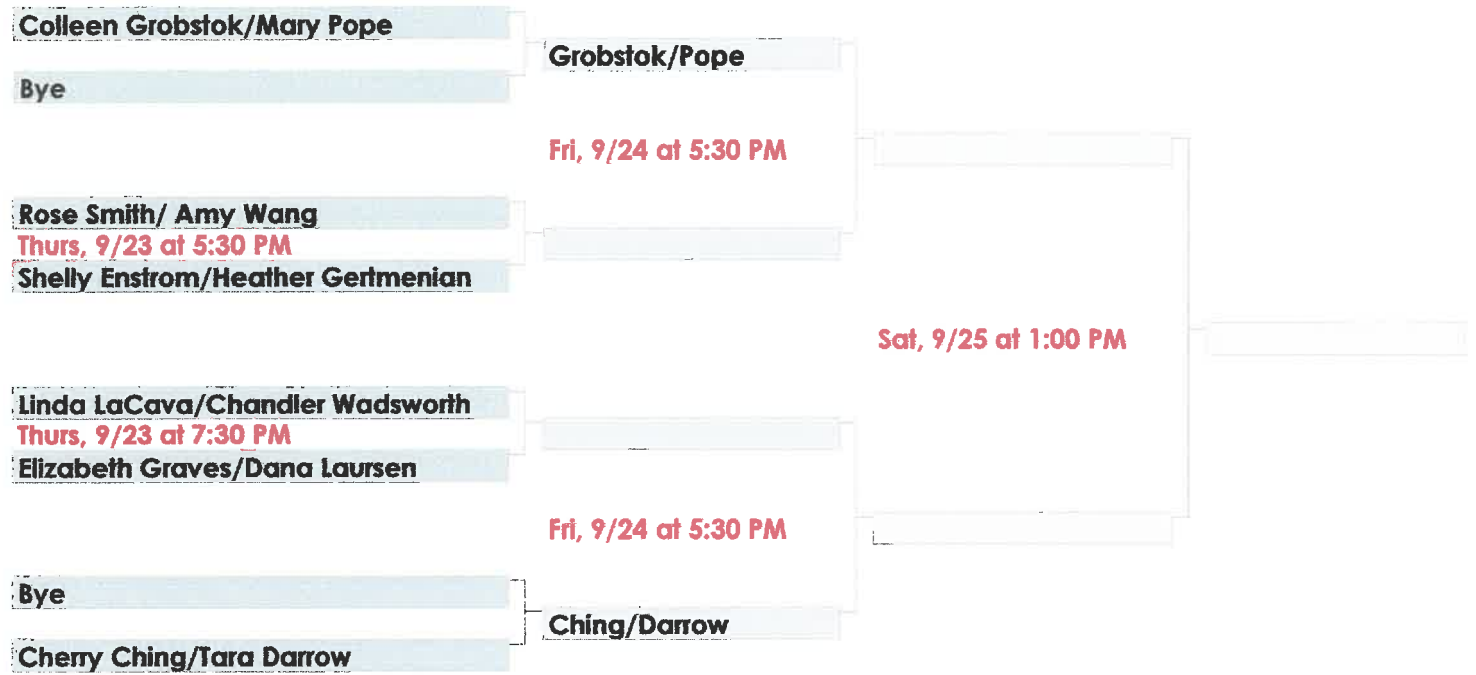 Colleen Grobstok/Mary Pope
Bye
Grobstok/Pope
Fri, 9/24 at 5:30 PM
Rose Smith/ Amy Wang
Thurs, 9/23 at 5:30 PM
Shelly Enstrom/Heather Gertmenian
Sat, 9/25 at 1:00 PM
Linda LaCava/Chandler Wadsworth
Thurs, 9/23 at 7:30 PM
Elizabeth Graves/Dana Laursen
Fri, 9/24 at 5:30 PM
Bye
Cherry Ching/Tara Darrow
Ching/Darrow